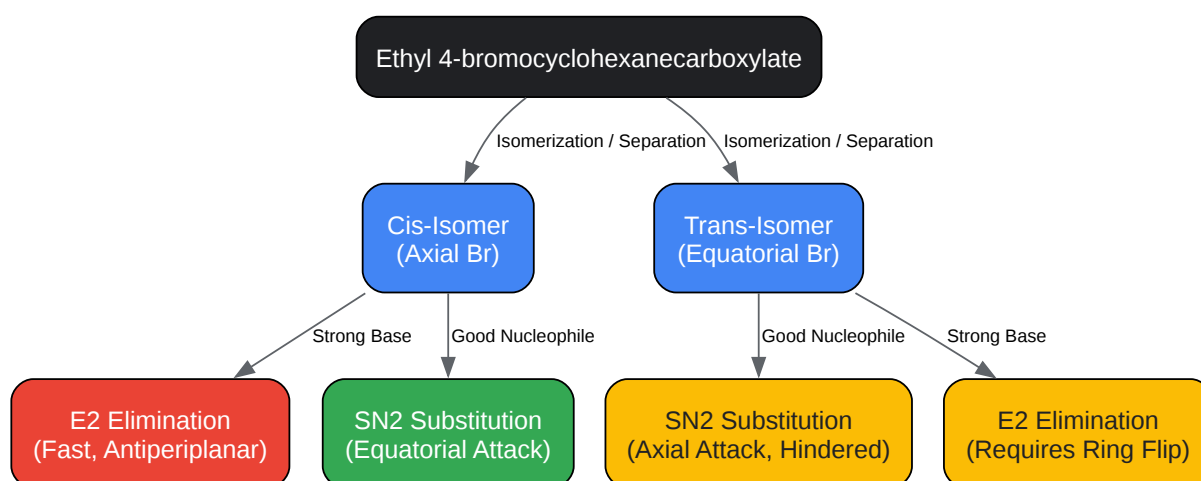 Ethyl 4-bromocyclohexanecarboxylate
Isomerization / Separation
Isomerization / Separation
Cis-Isomer
(Axial Br)
Trans-Isomer
(Equatorial Br)
Strong Base
Good Nucleophile
Good Nucleophile
Strong Base
E2 Elimination
(Fast, Antiperiplanar)
SN2 Substitution
(Equatorial Attack)
SN2 Substitution
(Axial Attack, Hindered)
E2 Elimination
(Requires Ring Flip)